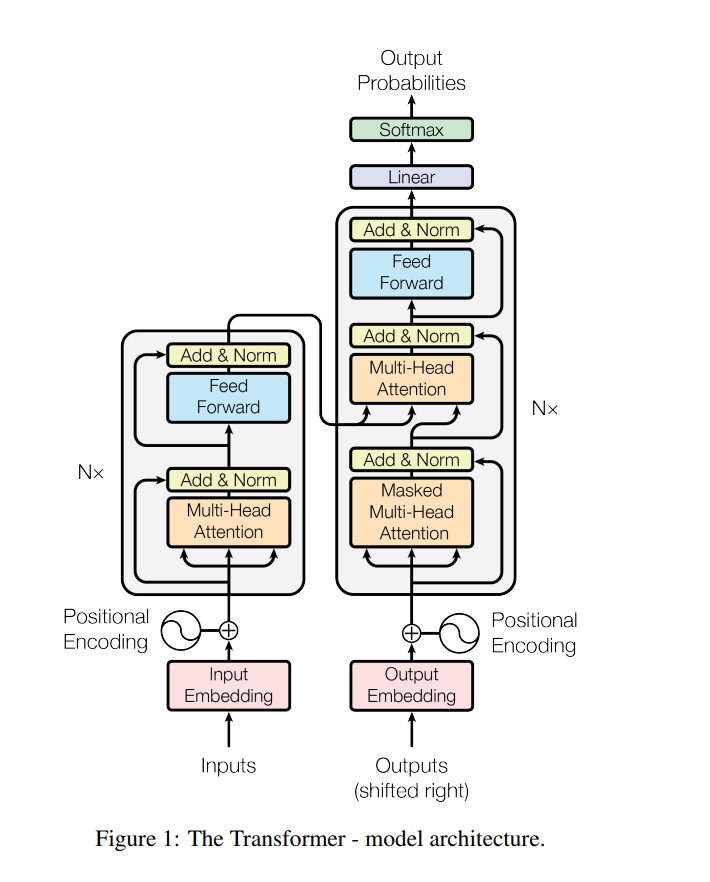 Output
Probabilities
Softmax
Linear
Add & Norm
Feed
Forward
Add & Norm
Multi-Head
Attention
Add & Norm
Masked
Multi-Head
Attention
N×
Positional
Encoding
Output
Embedding
Outputs
(shifted right)
Add & Norm
Feed
Forward
Add & Norm
Multi-Head
Attention
N×
Positional
Encoding
Input
Embedding
Inputs
Figure 1: The Transformer - model architecture.